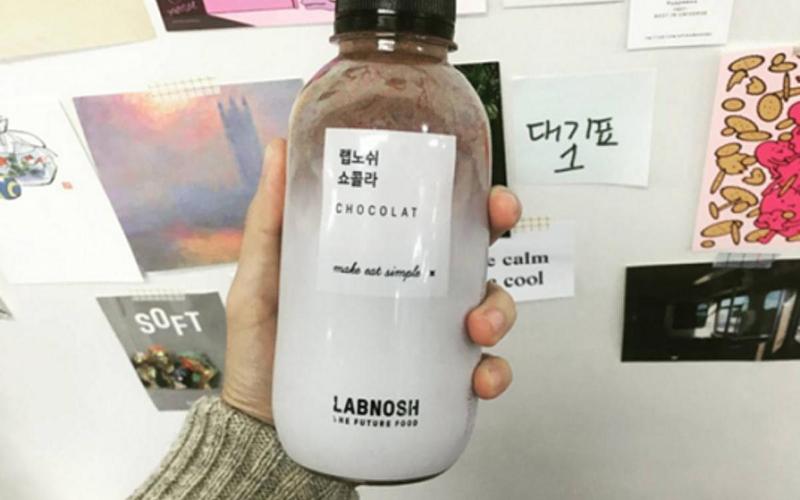 랩노쉬
쇼콜라
CHOCOLAT
make eat simple
LABNOSH
THE FUTURE FOOD
대기표
1
e calm
e cool
SOFT